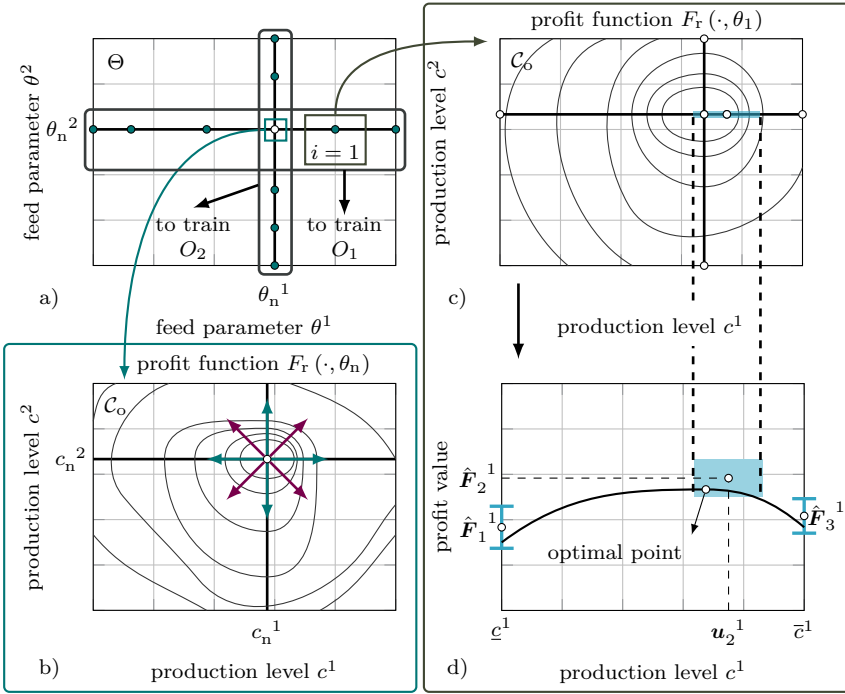 Θ
feed parameter θ²
θₙ²
i = 1
to train
O₂
to train
O₁
θₙ¹
a)
feed parameter θ¹
profit function Fᵣ (·, θ₁)
𝒞ₒ
production level c²
c)
production level c¹
profit function Fᵣ (·, θₙ)
𝒞ₒ
production level c²
cₙ²
cₙ¹
b)
production level c¹
profit value
F̂₂¹
F̂₁¹
F̂₃¹
optimal point
c̲¹
u₂¹
c̅¹
d)
production level c¹